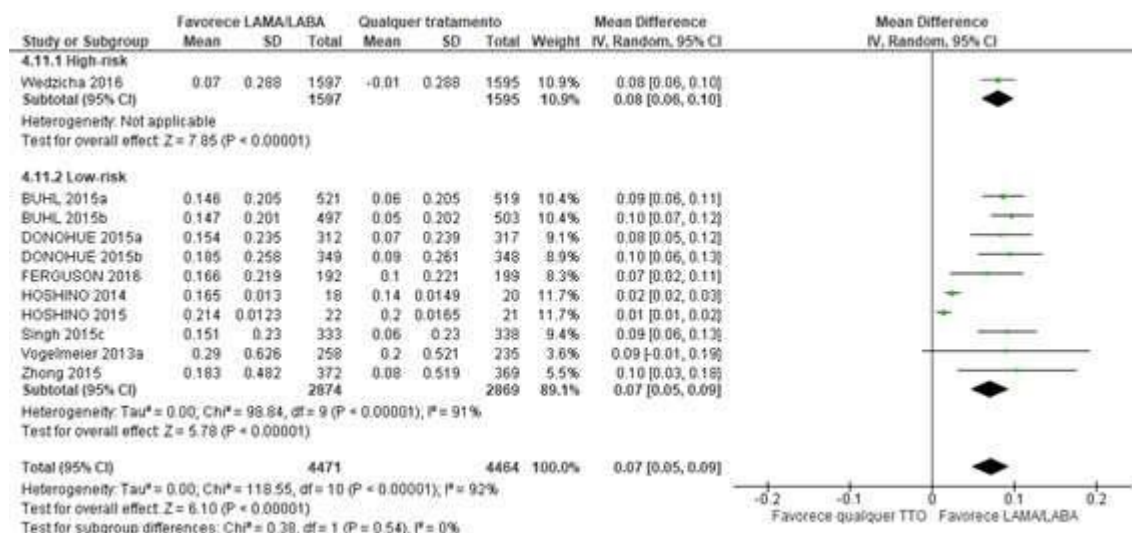 Favorece LAMA/LABA Qualquer tratamento Mean Difference Mean Difference
Study or Subgroup Mean SD Total Mean SD Total Weight IV, Random, 95% CI IV, Random, 95% CI
4.11.1 High-risk
Wedzicha 2016 0.07 0.288 1597 -0.01 0.288 1595 10.9% 0.08 [0.06, 0.10]
Subtotal (95% CI) 1597 1595 10.9% 0.08 [0.06, 0.10]
Heterogeneity: Not applicable
Test for overall effect: Z = 7.85 (P < 0.00001)
4.11.2 Low-risk
BUHL 2015a 0.146 0.205 521 0.06 0.205 519 10.4% 0.09 [0.06, 0.11]
BUHL 2015b 0.147 0.201 497 0.05 0.202 503 10.4% 0.10 [0.07, 0.12]
DONOHUE 2015a 0.154 0.235 312 0.07 0.239 317 9.1% 0.08 [0.05, 0.12]
DONOHUE 2015b 0.185 0.258 349 0.09 0.261 348 8.9% 0.10 [0.06, 0.13]
FERGUSON 2016 0.166 0.219 192 0.1 0.221 199 8.3% 0.07 [0.02, 0.11]
HOSHINO 2014 0.165 0.013 18 0.14 0.0149 20 11.7% 0.02 [0.02, 0.03]
HOSHINO 2015 0.214 0.0123 22 0.2 0.0165 21 11.7% 0.01 [0.01, 0.02]
Singh 2015c 0.151 0.23 333 0.06 0.23 338 9.4% 0.09 [0.06, 0.13]
Vogelmeier 2013a 0.29 0.626 258 0.2 0.521 235 3.6% 0.09 [-0.01, 0.19]
Zhong 2015 0.183 0.482 372 0.08 0.519 369 5.5% 0.10 [0.03, 0.18]
Subtotal (95% CI) 2874 2869 89.1% 0.07 [0.05, 0.09]
Heterogeneity: Tau² = 0.00; Chi² = 98.84, df = 9 (P < 0.00001); I² = 91%
Test for overall effect: Z = 5.78 (P < 0.00001)
Total (95% CI) 4471 4464 100.0% 0.07 [0.05, 0.09]
Heterogeneity: Tau² = 0.00; Chi² = 118.55, df = 10 (P < 0.00001); I² = 92%
Test for overall effect: Z = 6.10 (P < 0.00001)
Test for subgroup differences: Chi² = 0.38, df = 1 (P = 0.54), I² = 0%
-0.2 -0.1 0 0.1 0.2
Favorece qualquer TTO Favorece LAMA/LABA